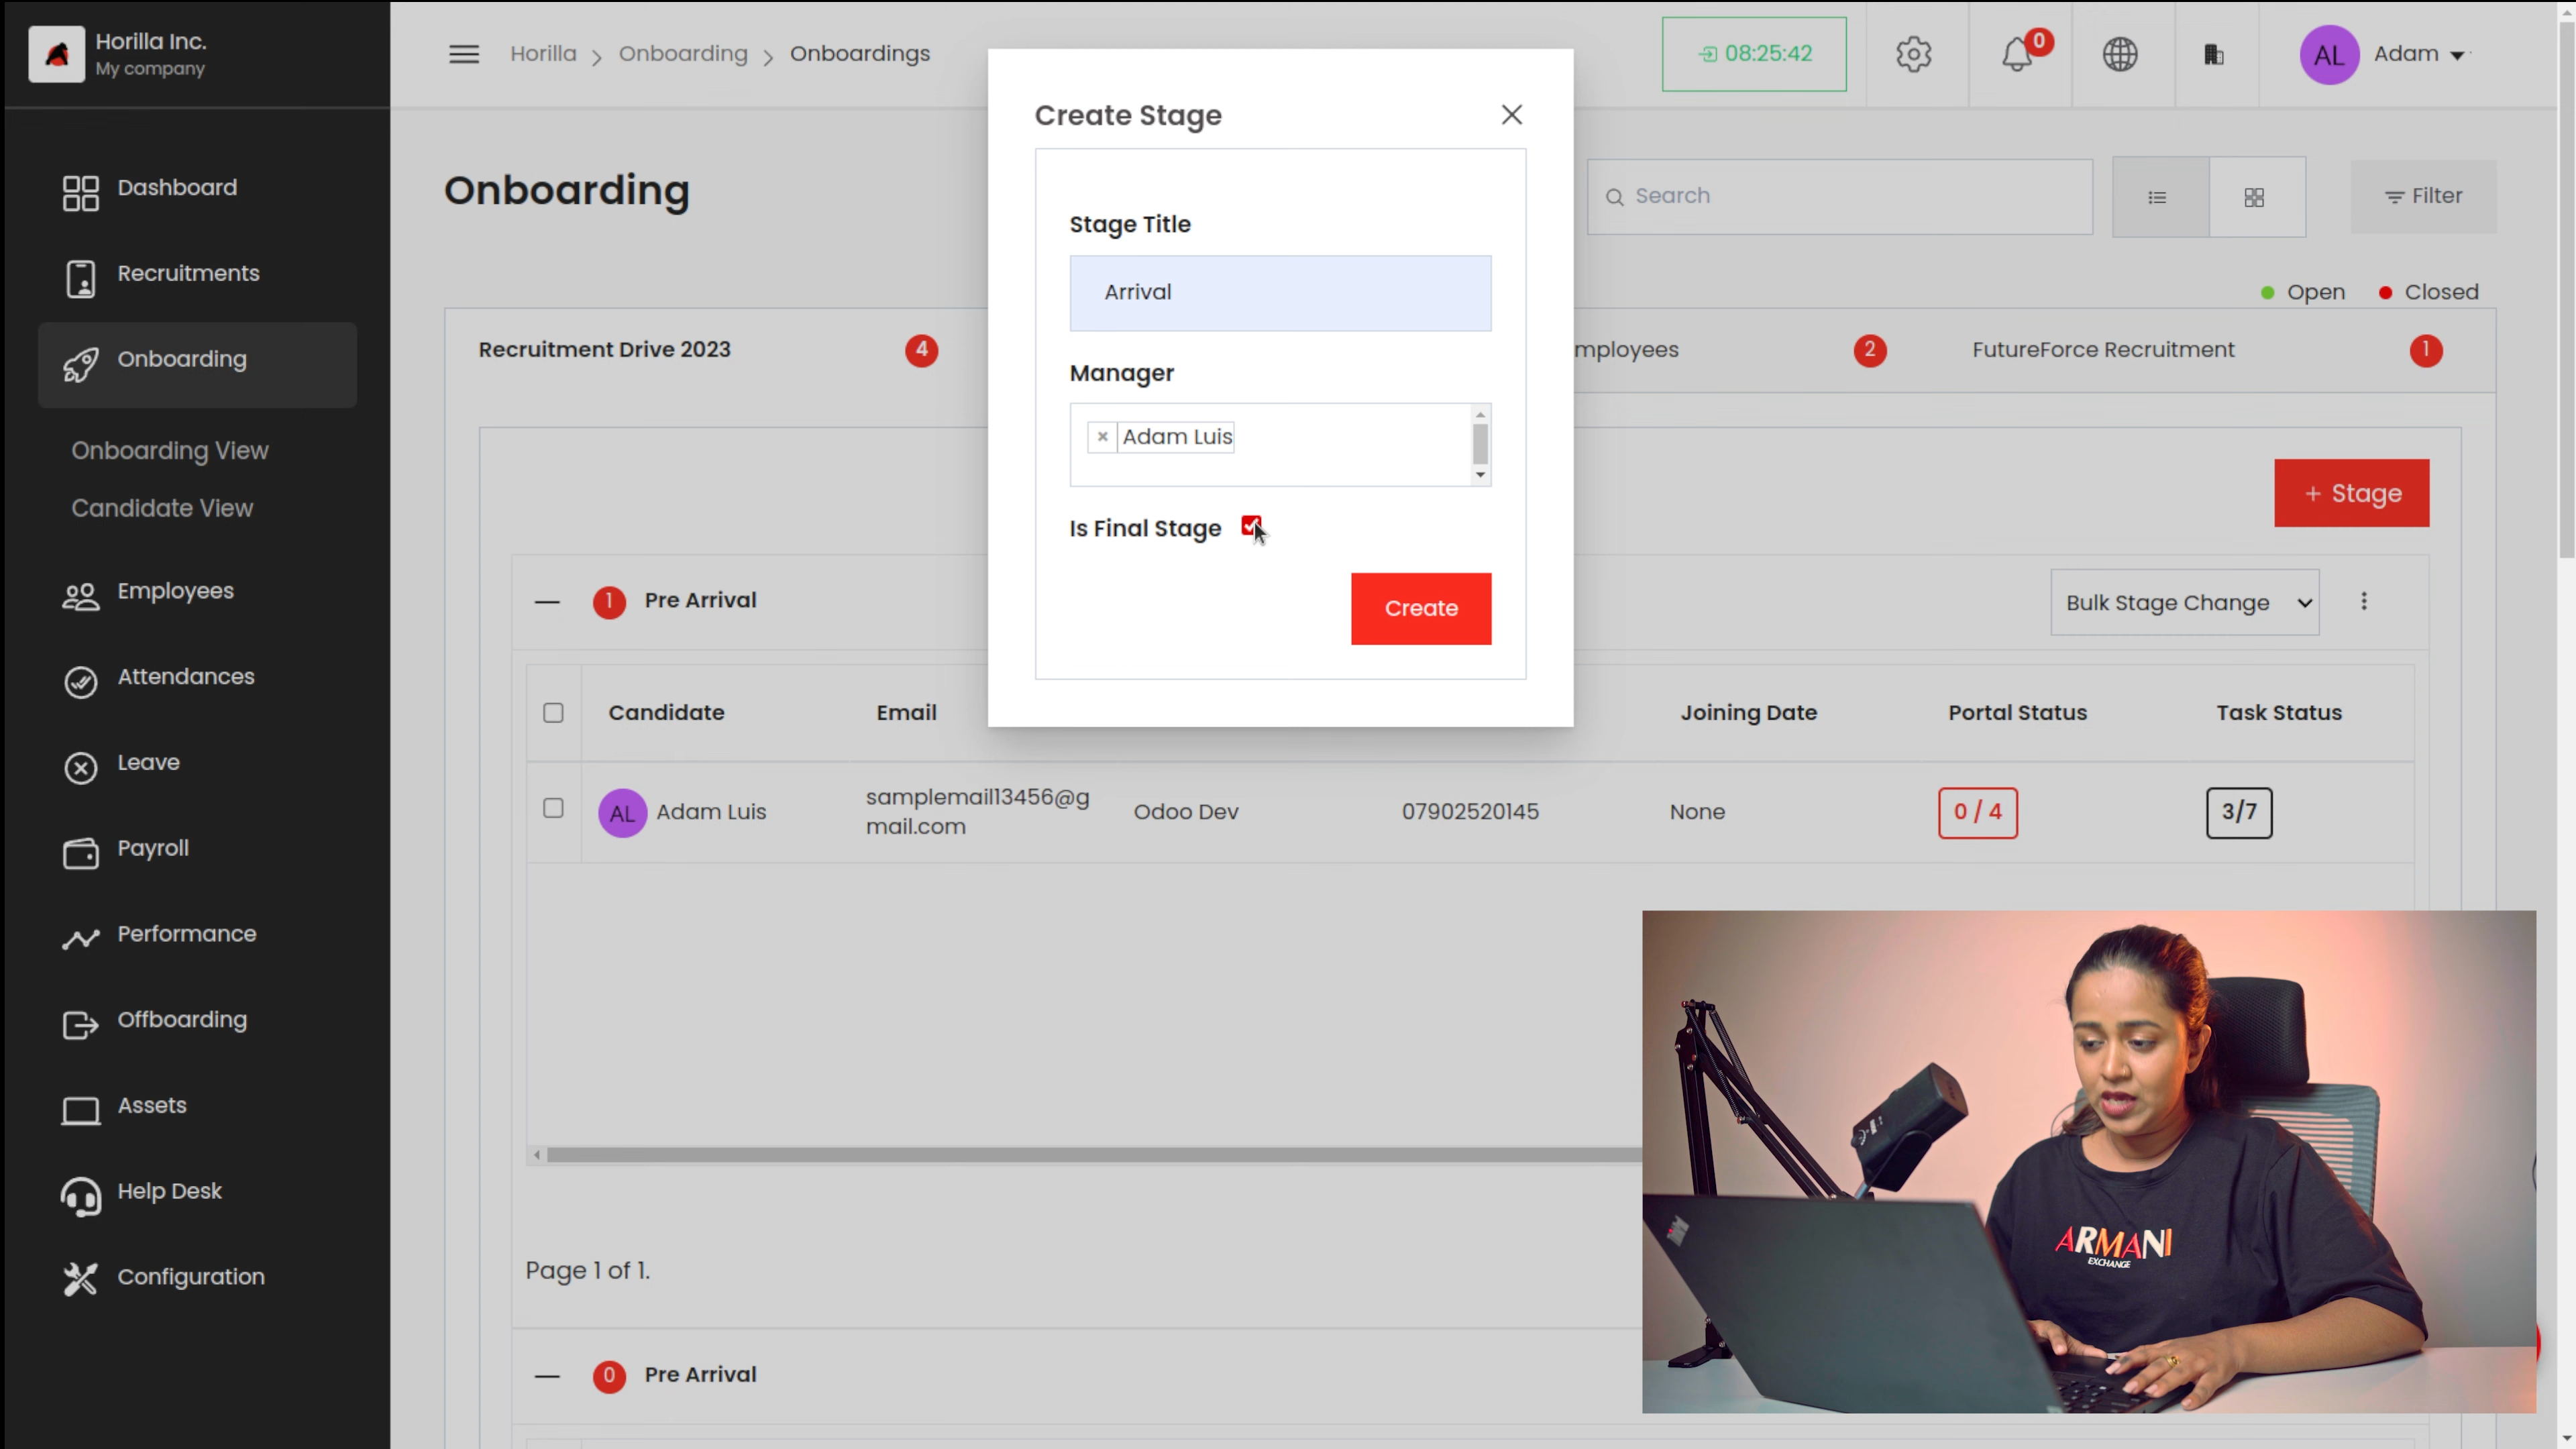 Horilla Inc.
My company
Horilla > Onboarding > Onboardings
08:25:42
0
AL
Adam
Dashboard
Recruitments
Onboarding
Onboarding View
Candidate View
Employees
Attendances
Leave
Payroll
Performance
Offboarding
Assets
Help Desk
Configuration
Onboarding
Search
Filter
Open
Closed
Recruitment Drive 2023
4
mployees
2
FutureForce Recruitment
1
+ Stage
Create Stage
Stage Title
Arrival
Manager
× Adam Luis
Is Final Stage
Create
1
Pre Arrival
Bulk Stage Change
Candidate
Email
Joining Date
Portal Status
Task Status
AL
Adam Luis
samplemail13456@g
mail.com
Odoo Dev
07902520145
None
0 / 4
3/7
Page 1 of 1.
0
Pre Arrival
ARMANI
EXCHANGE